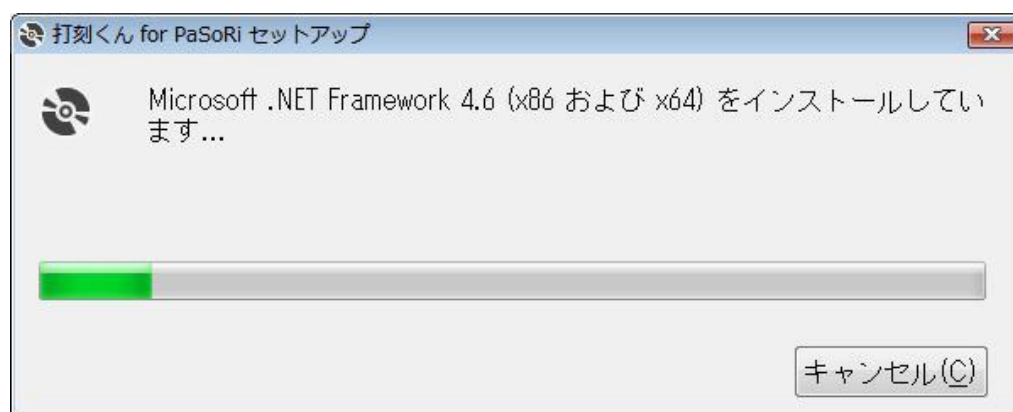 打刻くん for PaSoRi セットアップ
Microsoft .NET Framework 4.6 (x86 および x64) をインストールしてい
ます...
キャンセル(C)